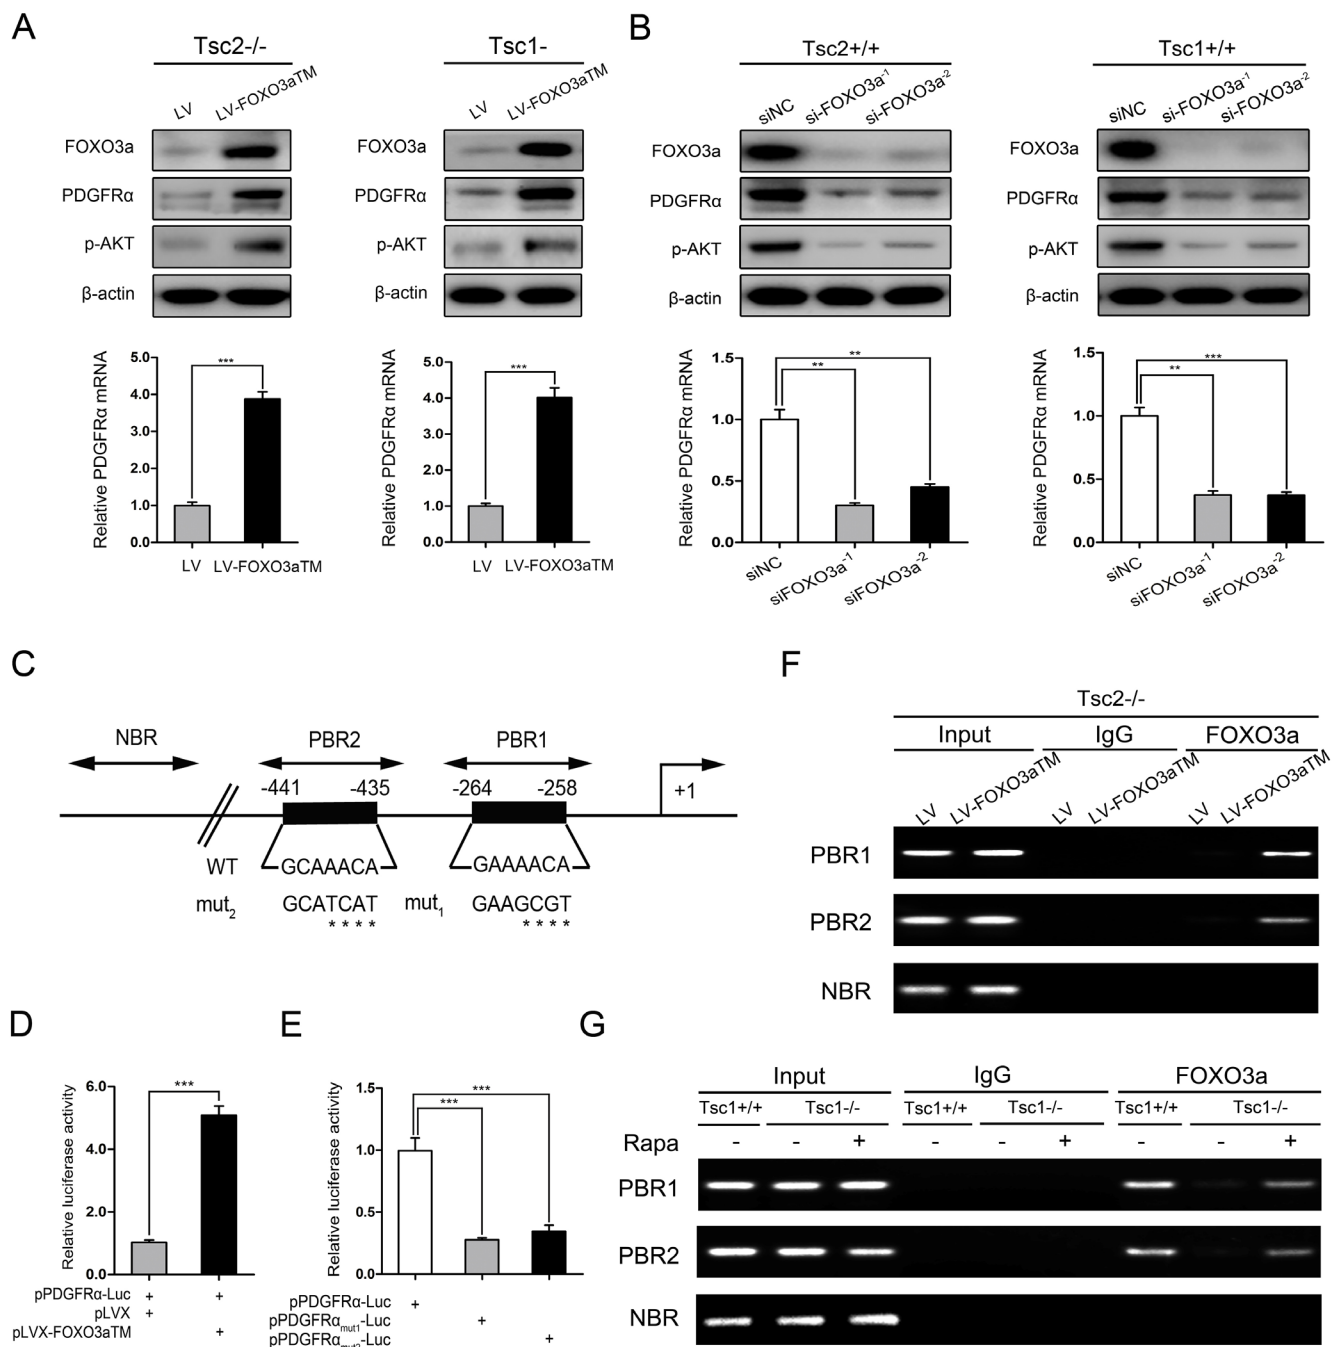 A
Tsc2-/-
LV LV-FOXO3aTM
FOXO3a
PDGFRα
p-AKT
β-actin
Tsc1-
LV LV-FOXO3aTM
FOXO3a
PDGFRα
p-AKT
β-actin
Relative PDGFRα mRNA
5.0
4.0
3.0
2.0
1.0
0.0
***
LV LV-FOXO3aTM
Relative PDGFRα mRNA
5.0
4.0
3.0
2.0
1.0
0.0
***
LV LV-FOXO3aTM
B
Tsc2+/+
siNC si-FOXO3a-1 si-FOXO3a-2
FOXO3a
PDGFRα
p-AKT
β-actin
Tsc1+/+
siNC si-FOXO3a-1 si-FOXO3a-2
FOXO3a
PDGFRα
p-AKT
β-actin
Relative PDGFRα mRNA
1.5
1.0
0.5
0.0
**
**
siNC siFOXO3a-1 siFOXO3a-2
Relative PDGFRα mRNA
1.5
1.0
0.5
0.0
***
**
siNC siFOXO3a-1 siFOXO3a-2
C
NBR PBR2 PBR1
-441 -435 -264 -258 +1
WT GCAAACA GAAAACA
mut2 GCATCAT mut1 GAAGCGT
**** ****
D
Relative luciferase activity
6.0
4.0
2.0
0.0
***
pPDGFRα-Luc + +
pLVX +
pLVX-FOXO3aTM +
E
Relative luciferase activity
1.5
1.0
0.5
0.0
***
***
pPDGFRα-Luc +
pPDGFRαmut1-Luc +
pPDGFRαmut2-Luc +
F
Tsc2-/-
Input IgG FOXO3a
LV LV-FOXO3aTM LV LV-FOXO3aTM LV LV-FOXO3aTM
PBR1
PBR2
NBR
G
Input IgG FOXO3a
Tsc1+/+ Tsc1-/- Tsc1+/+ Tsc1-/- Tsc1+/+ Tsc1-/-
Rapa - - + - - + - - +
PBR1
PBR2
NBR